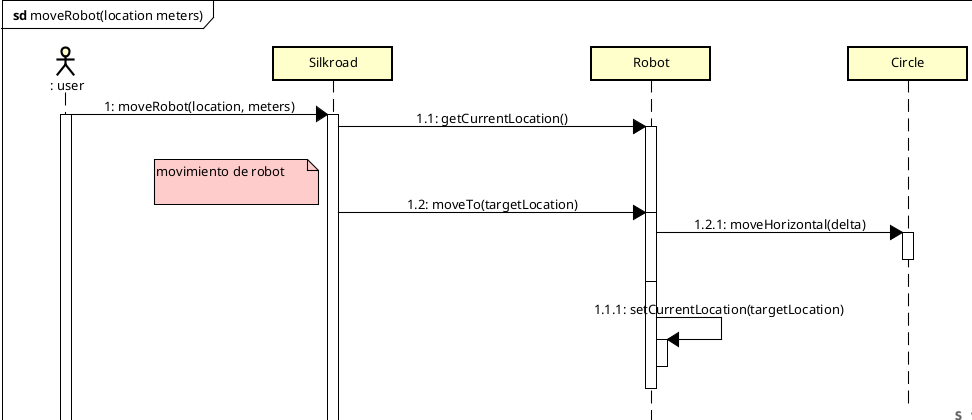 sd moveRobot(location meters)
Silkroad
Robot
Circle
: user
1: moveRobot(location, meters)
1.1: getCurrentLocation()
movimiento de robot
1.2: moveTo(targetLocation)
1.2.1: moveHorizontal(delta)
1.1.1: setCurrentLocation(targetLocation)
s